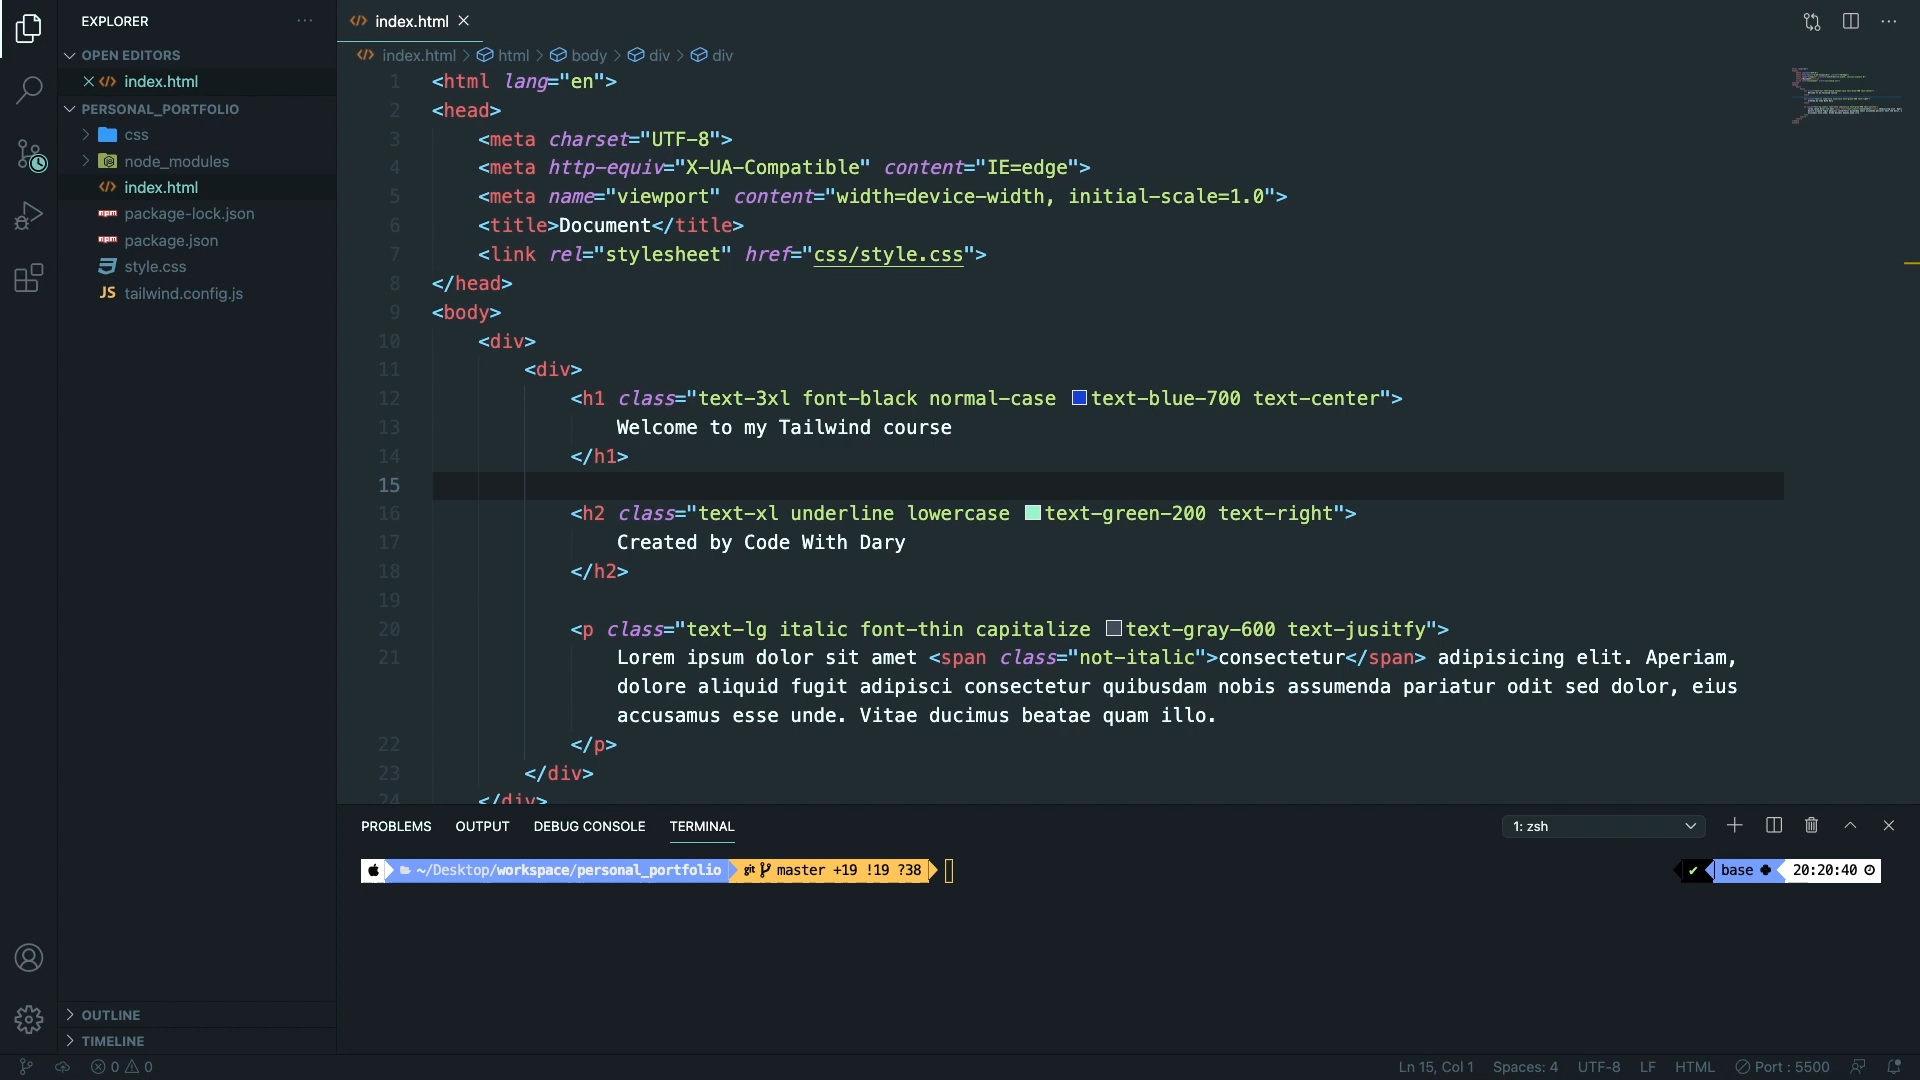 EXPLORER
OPEN EDITORS
index.html
PERSONAL_PORTFOLIO
css
node_modules
index.html
package-lock.json
package.json
style.css
JS tailwind.config.js
OUTLINE
TIMELINE
index.html
index.html > html > body > div > div
1 <html lang="en">
2 <head>
3 <meta charset="UTF-8">
4 <meta http-equiv="X-UA-Compatible" content="IE=edge">
5 <meta name="viewport" content="width=device-width, initial-scale=1.0">
6 <title>Document</title>
7 <link rel="stylesheet" href="css/style.css">
8 </head>
9 <body>
10 <div>
11 <div>
12 <h1 class="text-3xl font-black normal-case text-blue-700 text-center">
13 Welcome to my Tailwind course
14 </h1>
15
16 <h2 class="text-xl underline lowercase text-green-200 text-right">
17 Created by Code With Dary
18 </h2>
19
20 <p class="text-lg italic font-thin capitalize text-gray-600 text-jusitfy">
21 Lorem ipsum dolor sit amet <span class="not-italic">consectetur</span> adipisicing elit. Aperiam,
dolore aliquid fugit adipisci consectetur quibusdam nobis assumenda pariatur odit sed dolor, eius
accusamus esse unde. Vitae ducimus beatae quam illo.
22 </p>
23 </div>
24 </div>
PROBLEMS OUTPUT DEBUG CONSOLE TERMINAL 1: zsh
~/Desktop/workspace/personal_portfolio git master +19 !19 ?38 base 20:20:40
0 0 Ln 15, Col 1 Spaces: 4 UTF-8 LF HTML Port : 5500